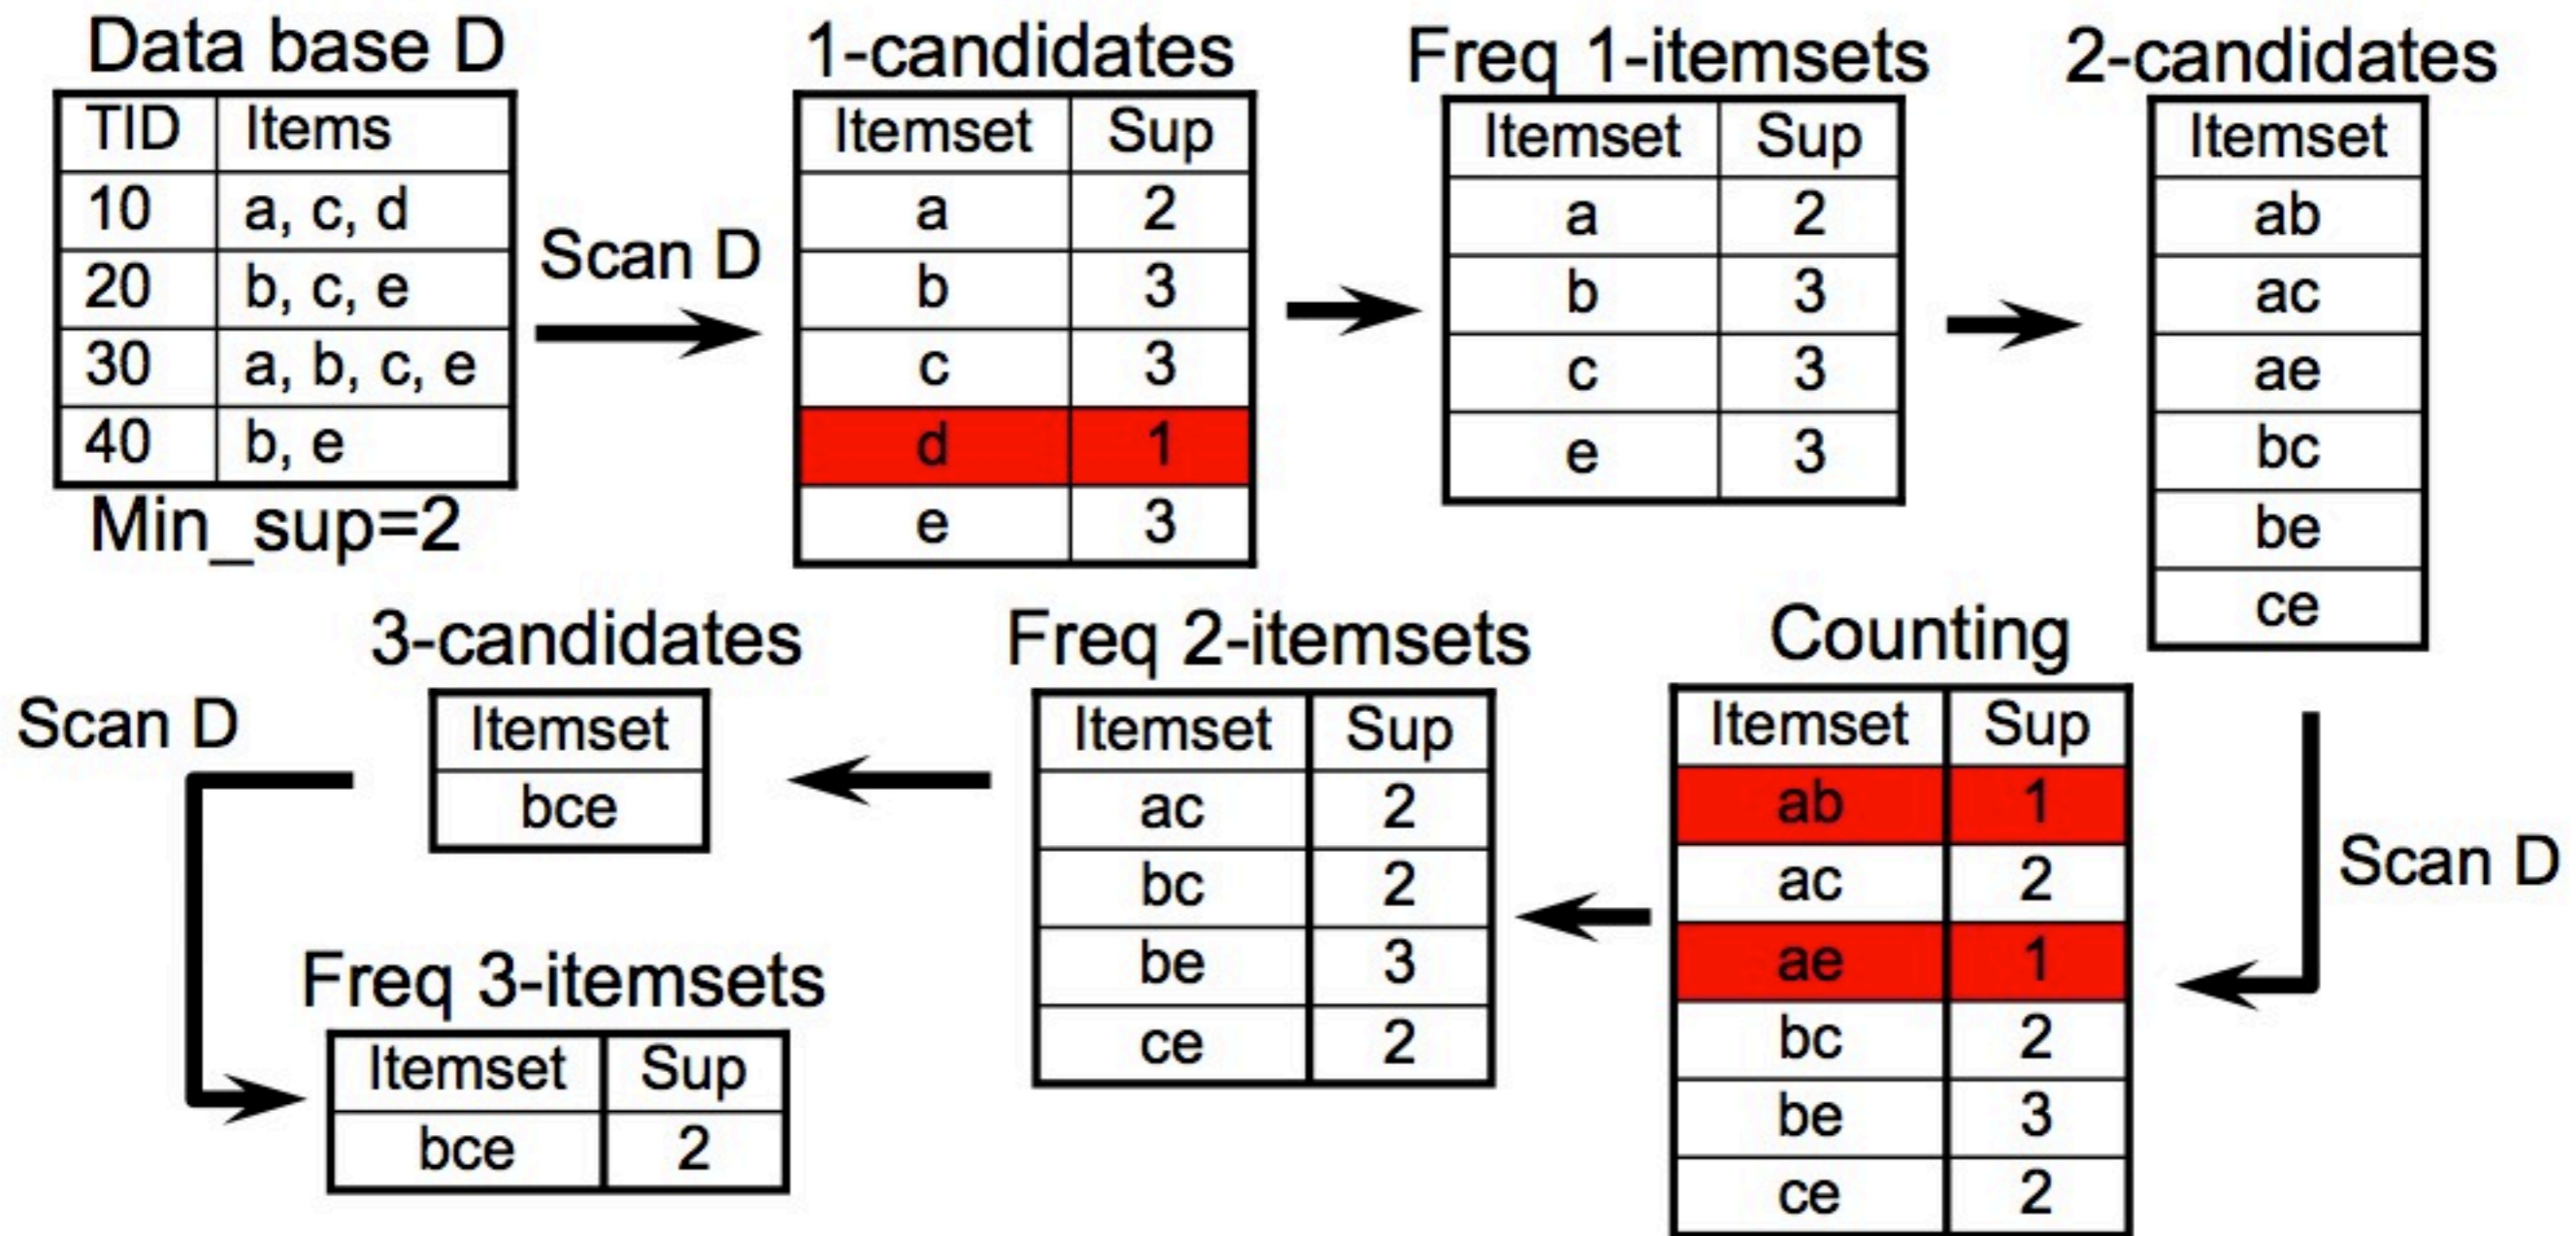 Data base D
TID Items
10 a, c, d
20 b, c, e
30 a, b, c, e
40 b, e
Min_sup=2
Scan D
1-candidates
Itemset Sup
a 2
b 3
c 3
d 1
e 3
Freq 1-itemsets
Itemset Sup
a 2
b 3
c 3
e 3
2-candidates
Itemset
ab
ac
ae
bc
be
ce
Scan D
Counting
Itemset Sup
ab 1
ac 2
ae 1
bc 2
be 3
ce 2
Freq 2-itemsets
Itemset Sup
ac 2
bc 2
be 3
ce 2
3-candidates
Itemset
bce
Scan D
Freq 3-itemsets
Itemset Sup
bce 2